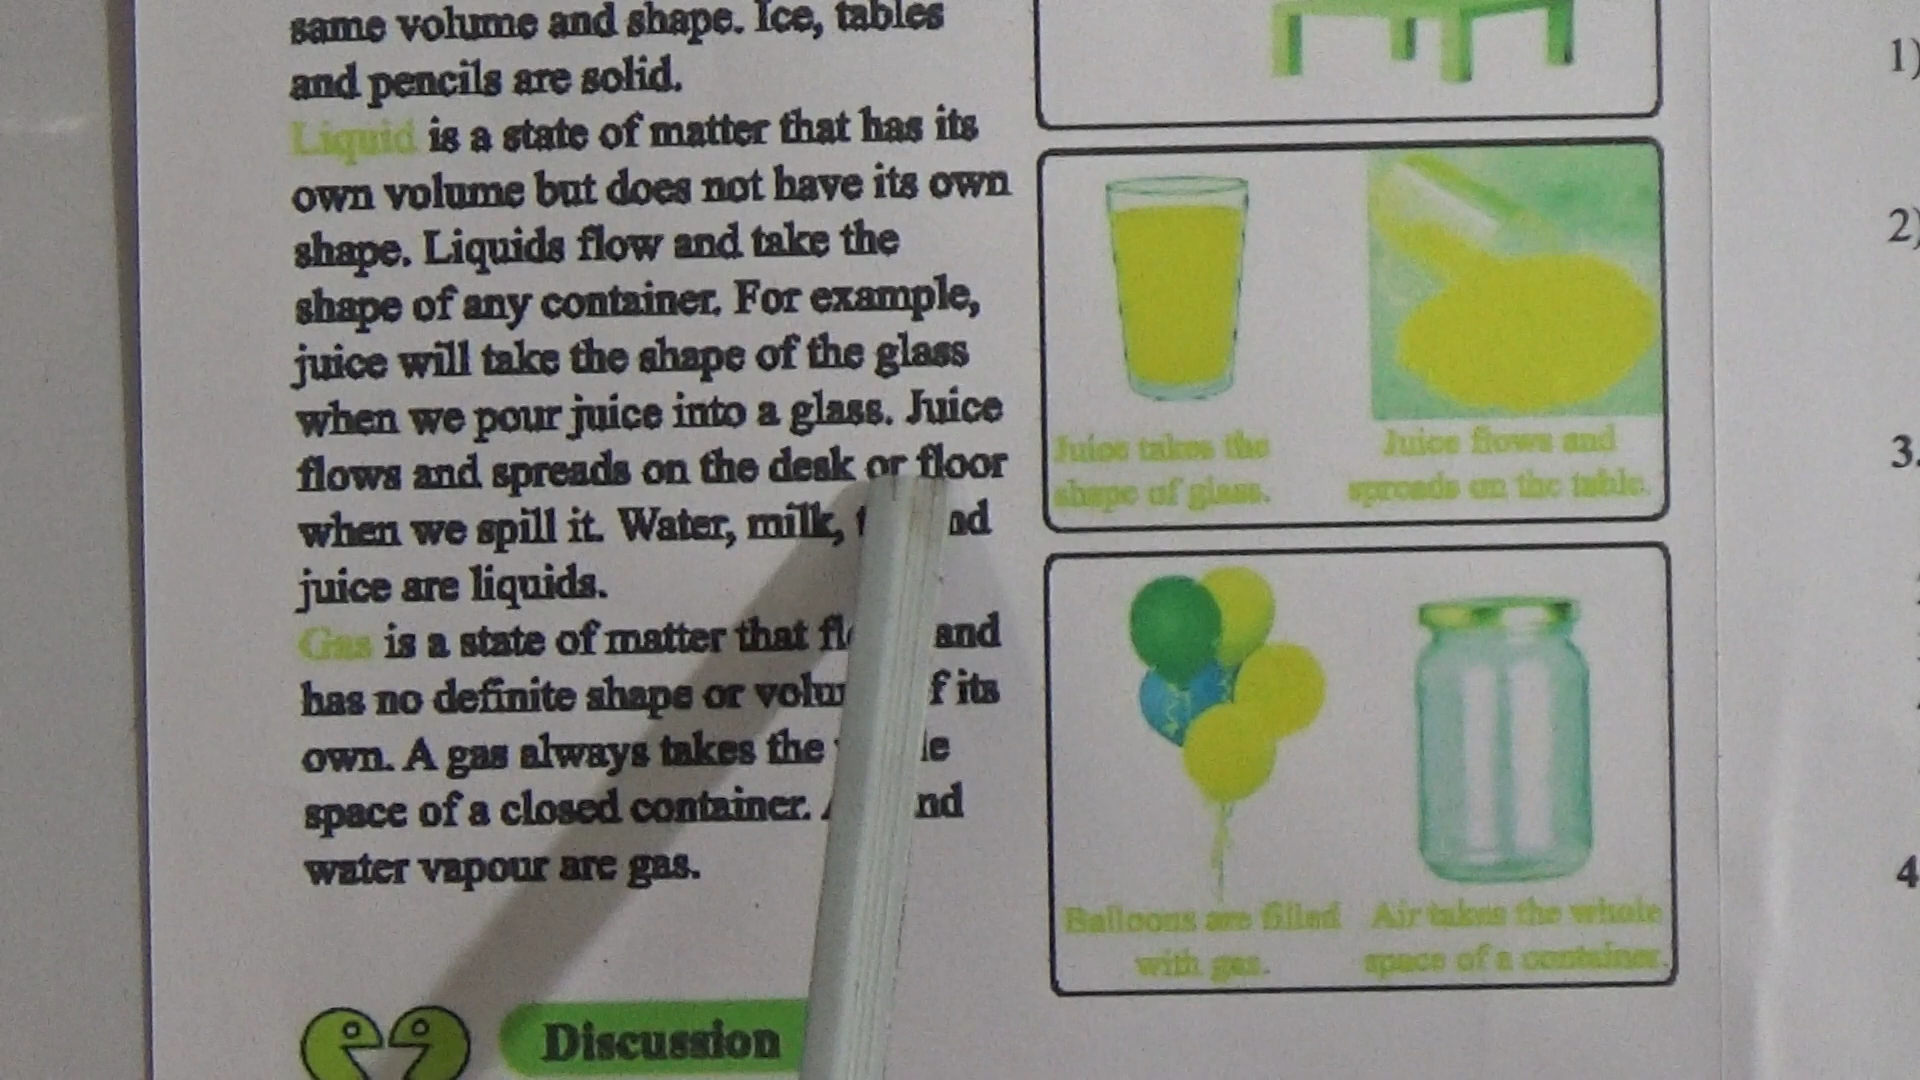 same volume and shape. Ice, tables
and pencils are solid.
Liquid is a state of matter that has its
own volume but does not have its own
shape. Liquids flow and take the
shape of any container. For example,
juice will take the shape of the glass
when we pour juice into a glass. Juice
flows and spreads on the desk or floor
when we spill it. Water, milk, nd
juice are liquids.
Gas is a state of matter that and
has no definite shape or its
own. A gas always takes the
space of a closed container. nd
water vapour are gas.
Discussion
Juice takes the
shape of glass.
Juice flows and
spreads on the table.
Balloons are filled
with gas.
Air takes the whole
space of a container.
1)
2)
3.
4